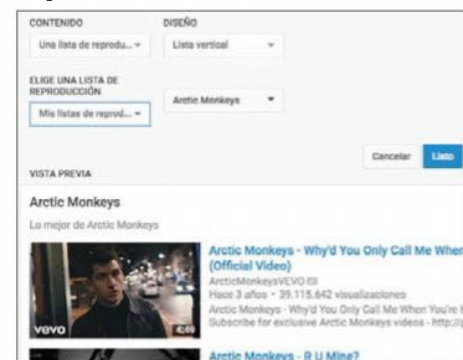 CONTENIDO DISEÑO
Una lista de reprodu... Lista vertical
ELIGE UNA LISTA DE
REPRODUCCIÓN
Mis listas de reprod... Arctic Monkeys
Cancelar Listo
VISTA PREVIA
Arctic Monkeys
Lo mejor de Arctic Monkeys
Arctic Monkeys - Why'd You Only Call Me When
(Official Video)
ArcticMonkeysVEVO
Hace 3 años • 39.115.642 visualizaciones
Arctic Monkeys - Why'd You Only Call Me When You're
Subscribe for exclusive Arctic Monkeys videos - http://
vevo 4:49
Arctic Monkeys - R U Mine?